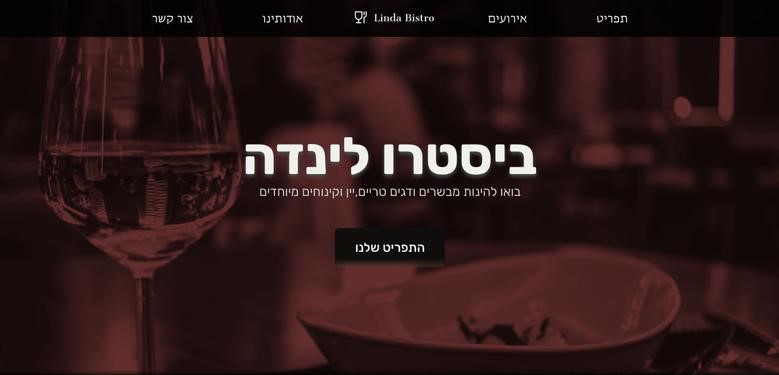 תפריט
אירועים
Linda Bistro
אודותינו
צור קשר
ביסטרו לינדה
בואו להינות מבשרים ודגים טריים,יין וקינוחים מיוחדים
התפריט שלנו